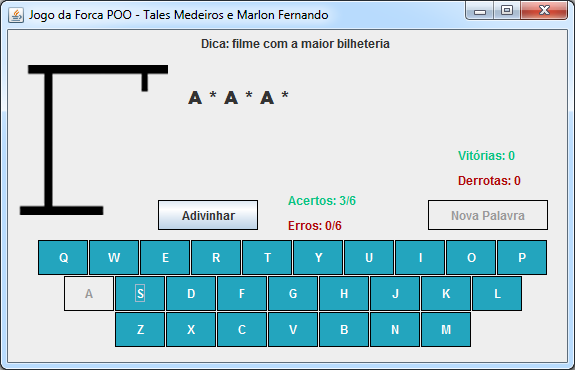 Jogo da Forca POO - Tales Medeiros e Marlon Fernando
Dica: filme com a maior bilheteria
A * A * A *
Vitórias: 0
Derrotas: 0
Adivinhar
Acertos: 3/6
Erros: 0/6
Nova Palavra
Q W E R T Y U I O P
A S D F G H J K L
Z X C V B N M